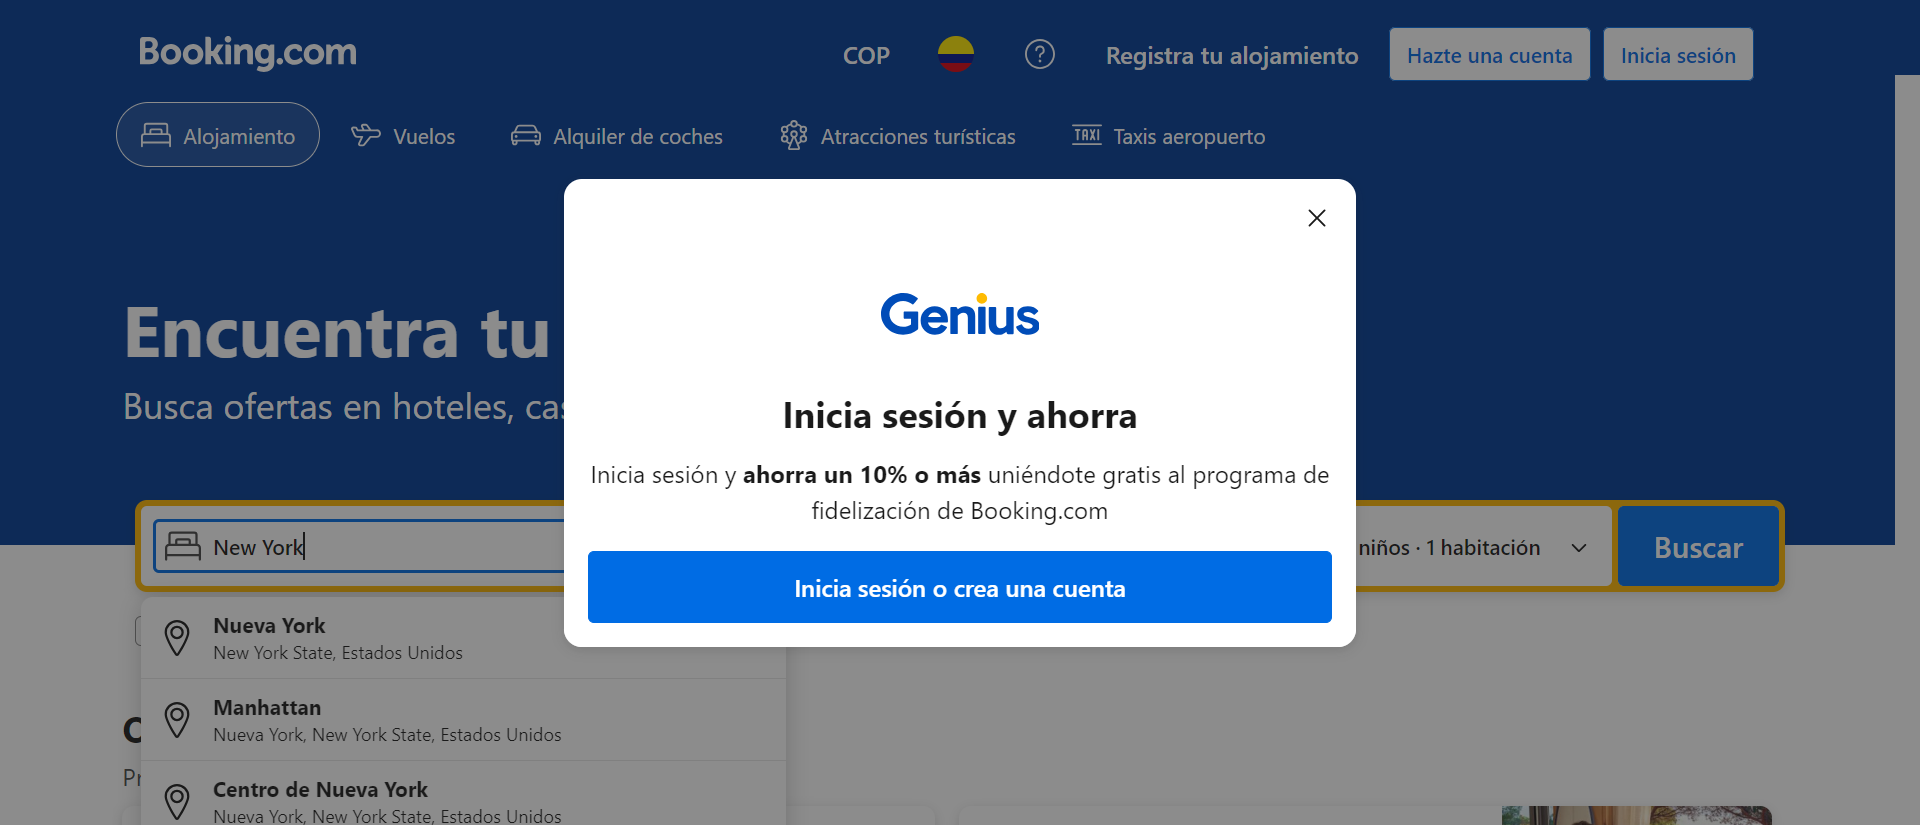 Booking.com
COP
Registra tu alojamiento
Hazte una cuenta
Inicia sesión
Alojamiento
Vuelos
Alquiler de coches
Atracciones turísticas
TAXI
Taxis aeropuerto
Encuentra tu
Busca ofertas en hoteles,
Genius
Inicia sesión y ahorra
Inicia sesión y ahorra un 10% o más uniéndote gratis al programa de
fidelización de Booking.com
Inicia sesión o crea una cuenta
New York
niños · 1 habitación
Buscar
Nueva York
New York State, Estados Unidos
Manhattan
Nueva York, New York State, Estados Unidos
Centro de Nueva York
Nueva York, New York State, Estados Unidos